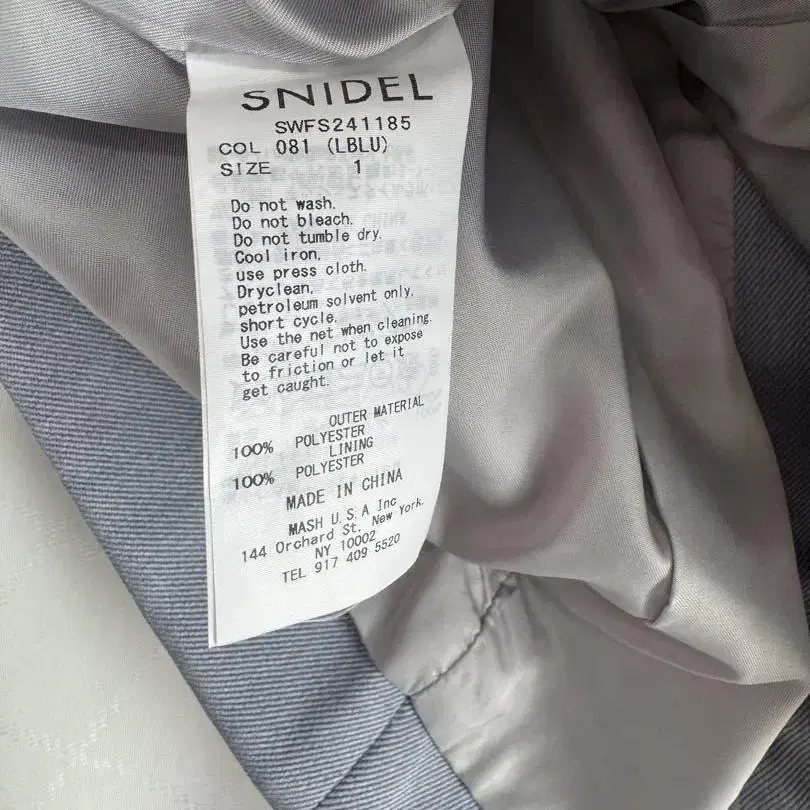 SNIDEL
SWFS241185
COL 081 (LBLU)
SIZE 1
Do not wash.
Do not bleach.
Do not tumble dry.
Cool iron,
use press cloth.
Dryclean,
petroleum solvent only,
short cycle.
Use the net when cleaning.
Be careful not to expose
to friction or let it
get caught.
OUTER MATERIAL
100% POLYESTER
LINING
100% POLYESTER
MADE IN CHINA
MASH U.S.A Inc
144 Orchard St. New York.
NY 10002
TEL 917 409 5520